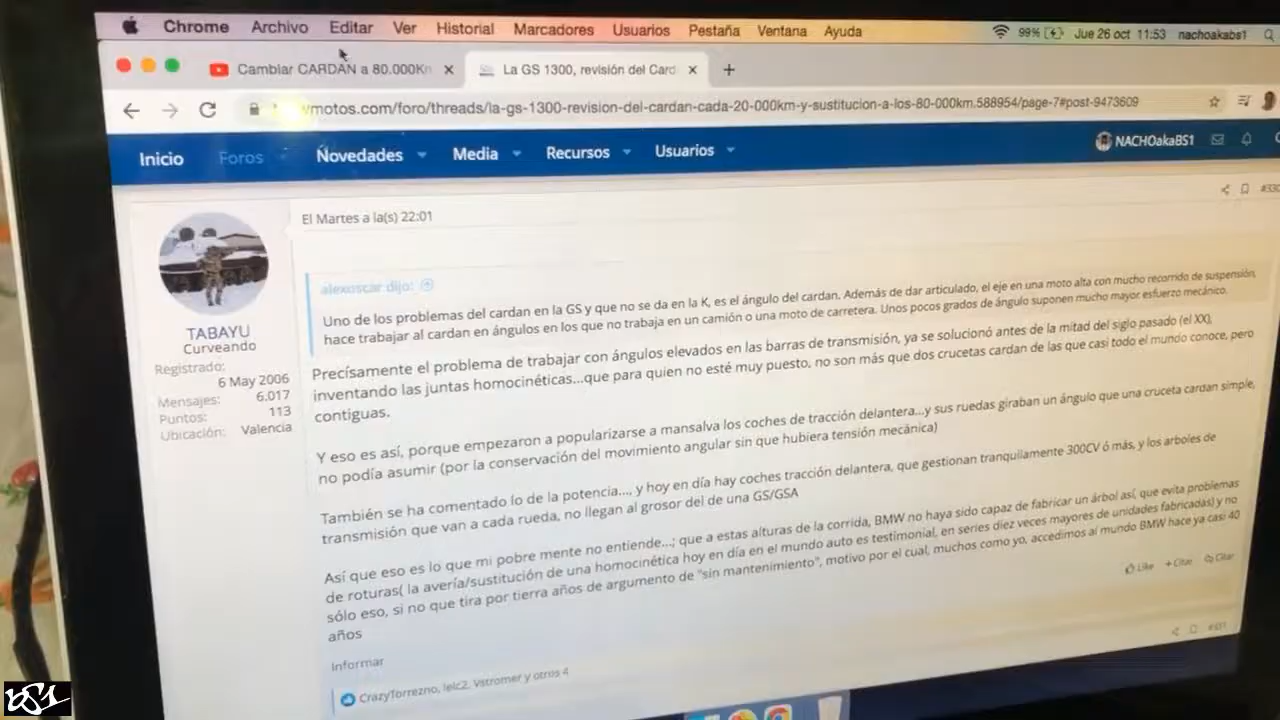 Chrome Archivo Editar Ver Historial Marcadores Usuarios Pestaña Ventana Ayuda 99% Jue 26 oct 11:53 nachoakabs1
Cambiar CARDAN a 80.000Km La GS 1300, revisión del Card
motos.com/foro/threads/la-gs-1300-revision-del-cardan-cada-20-000km-y-sustitucion-a-los-80-000km.588954/page-7#post-9473609
Inicio Foros Novedades Media Recursos Usuarios NACHOakaBS1
El Martes a la(s) 22:01
alexoscar dijo:
Uno de los problemas del cardan en la GS y que no se da en la K, es el ángulo del cardan. Además de dar articulado, el eje en una moto alta con mucho recorrido de suspensión,
hace trabajar al cardan en ángulos en los que no trabaja en un camión o una moto de carretera. Unos pocos grados de ángulo suponen mucho mayor esfuerzo mecánico.
TABAYU
Curveando
Registrado:
6 May 2006
Mensajes: 6.017
Puntos: 113
Ubicación: Valencia
Precísamente el problema de trabajar con ángulos elevados en las barras de transmisión, ya se solucionó antes de la mitad del siglo pasado (el XX),
inventando las juntas homocinéticas...que para quien no esté muy puesto, no son más que dos crucetas cardan de las que casi todo el mundo conoce, pero
contiguas.
Y eso es así, porque empezaron a popularizarse a mansalva los coches de tracción delantera...y sus ruedas giraban un ángulo que una cruceta cardan simple,
no podía asumir (por la conservación del movimiento angular sin que hubiera tensión mecánica)
También se ha comentado lo de la potencia..., y hoy en día hay coches tracción delantera, que gestionan tranquilamente 300CV ó más, y los arboles de
transmisión que van a cada rueda, no llegan al grosor del de una GS/GSA
Así que eso es lo que mi pobre mente no entiende...; que a estas alturas de la corrida, BMW no haya sido capaz de fabricar un árbol así, que evita problemas
de roturas( la avería/sustitución de una homocinética hoy en día en el mundo auto es testimonial, en series diez veces mayores de unidades fabricadas) y no
sólo eso, si no que tira por tierra años de argumento de "sin mantenimiento", motivo por el cual, muchos como yo, accedimos al mundo BMW hace ya casi 40
años
Informar
Like + Citar Citar
CrazyTorrezno, lelc2, Vstromer y otros 4
BS1